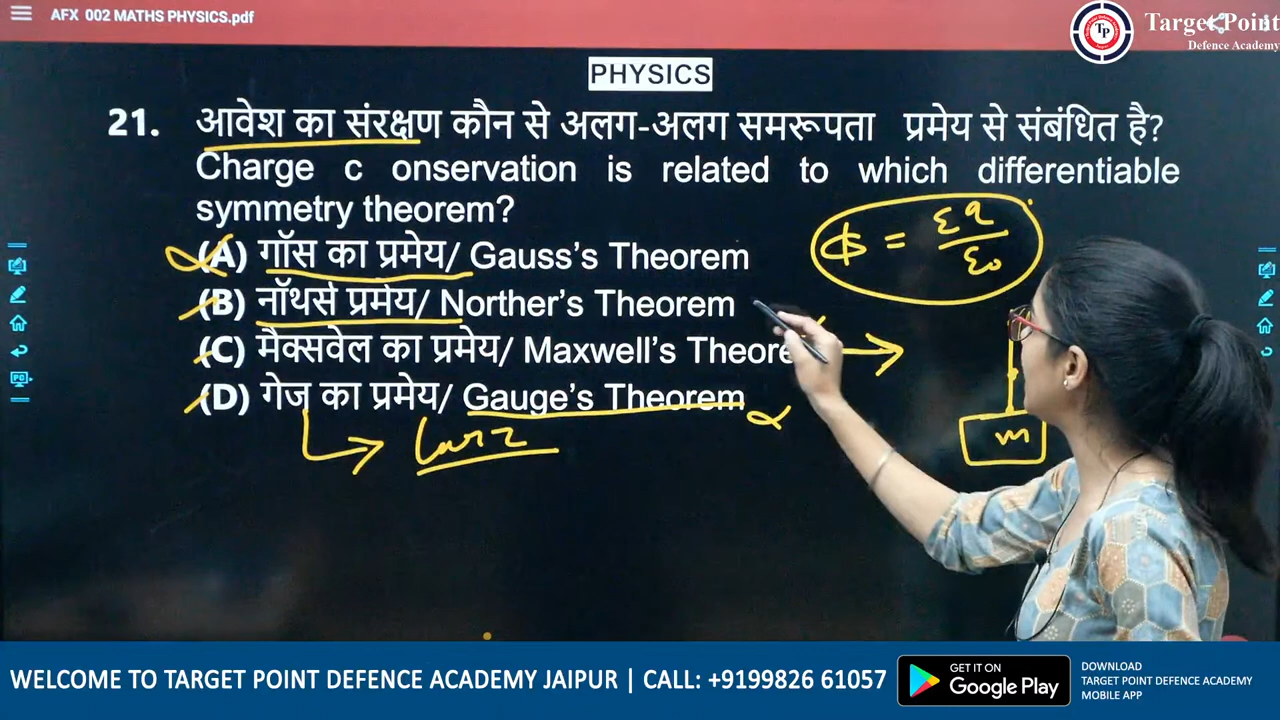 AFX 002 MATHS PHYSICS.pdf
TP
Target Point
Defence Academy
PHYSICS
21. आवेश का संरक्षण कौन से अलग-अलग समरूपता प्रमेय से संबंधित है?
Charge c onservation is related to which differentiable
symmetry theorem?
(A) गॉस का प्रमेय/ Gauss's Theorem
(B) नॉथर्स प्रमेय/ Norther's Theorem
(C) मैक्सवेल का प्रमेय/ Maxwell's Theore
(D) गेज का प्रमेय/ Gauge's Theorem
ϕ = εq / ε₀
m
WELCOME TO TARGET POINT DEFENCE ACADEMY JAIPUR | CALL: +9199826 61057
GET IT ON
Google Play
DOWNLOAD
TARGET POINT DEFENCE ACADEMY
MOBILE APP